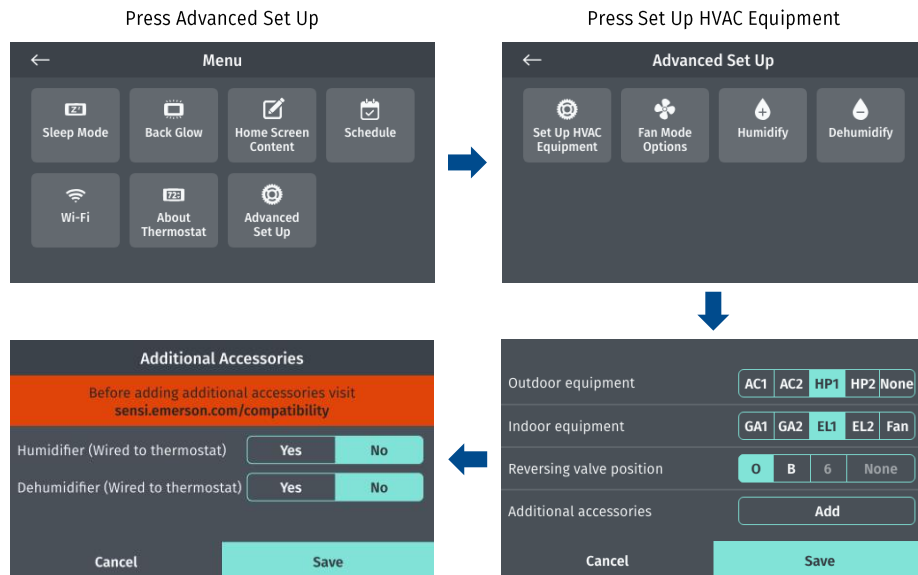 Press Advanced Set Up
Menu
Sleep Mode
Back Glow
Home Screen
Content
Schedule
Wi-Fi
72:
About
Thermostat
Advanced
Set Up
Press Set Up HVAC Equipment
Advanced Set Up
Set Up HVAC
Equipment
Fan Mode
Options
Humidify
Dehumidify
Outdoor equipment AC1 AC2 HP1 HP2 None
Indoor equipment GA1 GA2 EL1 EL2 Fan
Reversing valve position O B 6 None
Additional accessories Add
Cancel Save
Additional Accessories
Before adding additional accessories visit
sensi.emerson.com/compatibility
Humidifier (Wired to thermostat) Yes No
Dehumidifier (Wired to thermostat) Yes No
Cancel Save